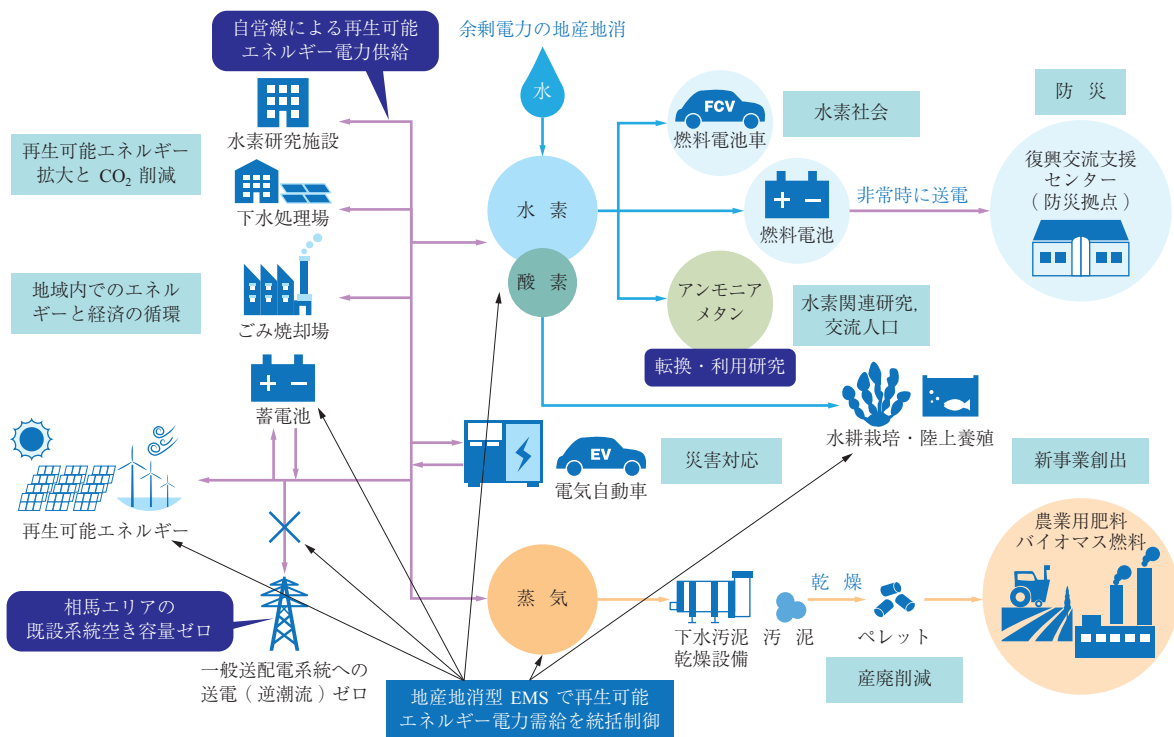 自営線による再生可能
エネルギー電力供給
余剰電力の地産地消
水
水素研究施設
再生可能エネルギー
拡大と CO₂ 削減
下水処理場
地域内でのエネル
ギーと経済の循環
ごみ焼却場
蓄電池
再生可能エネルギー
相馬エリアの
既設系統空き容量ゼロ
一般送配電系統への
送電(逆潮流)ゼロ
水 素
酸 素
FCV
燃料電池車
水素社会
燃料電池
非常時に送電
防 災
復興交流支援
センター
(防災拠点)
アンモニア
メタン
水素関連研究,
交流人口
転換・利用研究
水耕栽培・陸上養殖
EV
電気自動車
災害対応
新事業創出
農業用肥料
バイオマス燃料
蒸 気
下水汚泥
乾燥設備
汚 泥
乾 燥
ペレット
産廃削減
地産地消型 EMS で再生可能
エネルギー電力需給を統括制御